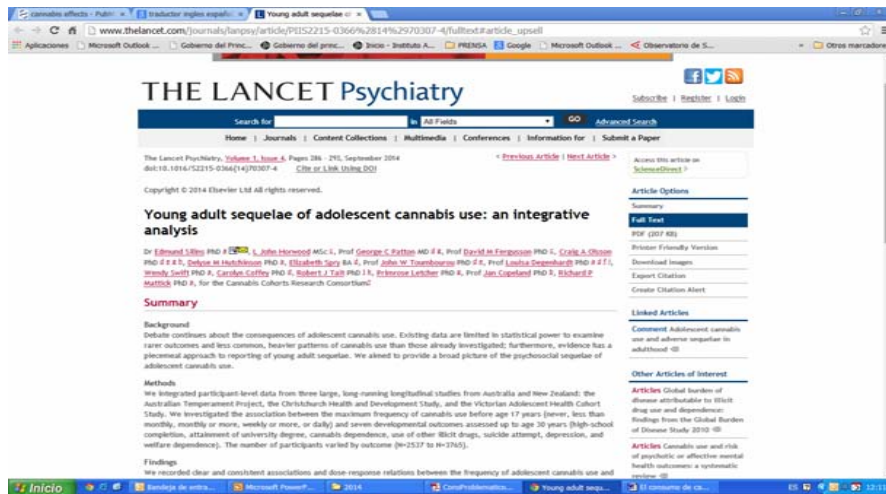 cannabis effects - PubM
traductor ingles español
Young adult sequelae of
www.thelancet.com/journals/lanpsy/article/PIIS2215-0366%2814%2970307-4/fulltext#article_upsell
Aplicaciones Microsoft Outlook ... Gobierno del Princ... Gobierno del princ... Inicio - Instituto A... PRENSA Google Microsoft Outlook ... Observatorio de S... » Otros marcadores
THE LANCET Psychiatry
Subscribe | Register | Login
Search for in All Fields GO Advanced Search
Home | Journals | Content Collections | Multimedia | Conferences | Information for | Submit a Paper
The Lancet Psychiatry, Volume 1, Issue 4, Pages 286 - 293, September 2014
< Previous Article | Next Article >
doi:10.1016/S2215-0366(14)70307-4 Cite or Link Using DOI
Copyright © 2014 Elsevier Ltd All rights reserved.
Young adult sequelae of adolescent cannabis use: an integrative
analysis
Dr Edmund Silins PhD, L John Horwood MSc, Prof George C Patton MD, Prof David M Fergusson PhD, Craig A Olsson
PhD, Delyse M Hutchinson PhD, Elizabeth Spry BA, Prof John W Toumbourou PhD, Prof Louisa Degenhardt PhD,
Wendy Swift PhD, Carolyn Coffey PhD, Robert J Tait PhD, Primrose Letcher PhD, Prof Jan Copeland PhD, Richard P
Mattick PhD, for the Cannabis Cohorts Research Consortium
Summary
Background
Debate continues about the consequences of adolescent cannabis use. Existing data are limited in statistical power to examine
rarer outcomes and less common, heavier patterns of cannabis use than those already investigated; furthermore, evidence has a
piecemeal approach to reporting of young adult sequelae. We aimed to provide a broad picture of the psychosocial sequelae of
adolescent cannabis use.
Methods
We integrated participant-level data from three large, long-running longitudinal studies from Australia and New Zealand: the
Australian Temperament Project, the Christchurch Health and Development Study, and the Victorian Adolescent Health Cohort
Study. We investigated the association between the maximum frequency of cannabis use before age 17 years (never, less than
monthly, monthly or more, weekly or more, or daily) and seven developmental outcomes assessed up to age 30 years (high-school
completion, attainment of university degree, cannabis dependence, use of other illicit drugs, suicide attempt, depression, and
welfare dependence). The number of participants varied by outcome (N=2537 to N=3765).
Findings
We recorded clear and consistent associations and dose-response relations between the frequency of adolescent cannabis use and
Access this article on
ScienceDirect
Article Options
Summary
Full Text
PDF (207 KB)
Printer Friendly Version
Download images
Export Citation
Create Citation Alert
Linked Articles
Comment Adolescent cannabis
use and adverse sequelae in
adulthood
Other Articles of Interest
Articles Global burden of
disease attributable to illicit
drug use and dependence:
findings from the Global Burden
of Disease Study 2010
Articles Cannabis use and risk
of psychotic or affective mental
health outcomes: a systematic
review
Inicio Bandeja de entra... Microsoft PowerP... 2014 ConsProblematico... Young adult sequ... El consumo de ca... ES